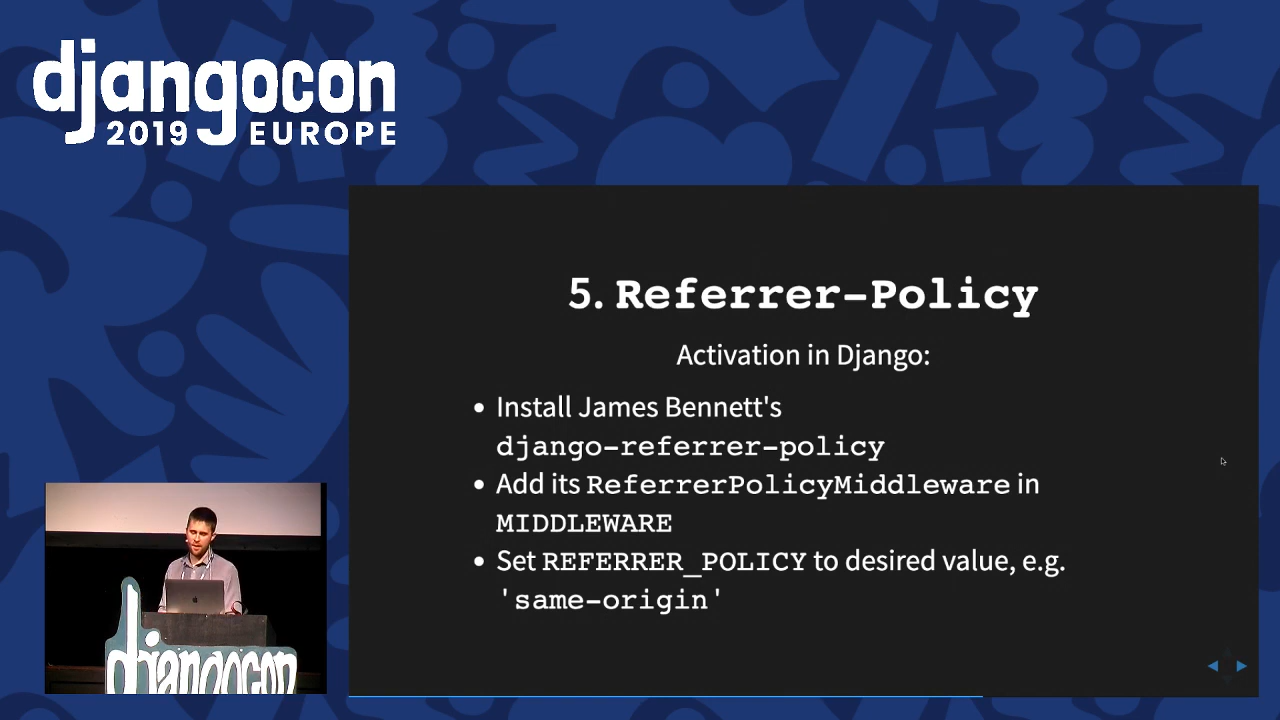 djangocon
2019 EUROPE
5. Referrer-Policy
Activation in Django:
• Install James Bennett's
django-referrer-policy
• Add its ReferrerPolicyMiddleware in
MIDDLEWARE
• Set REFERRER_POLICY to desired value, e.g.
'same-origin'
djangocon